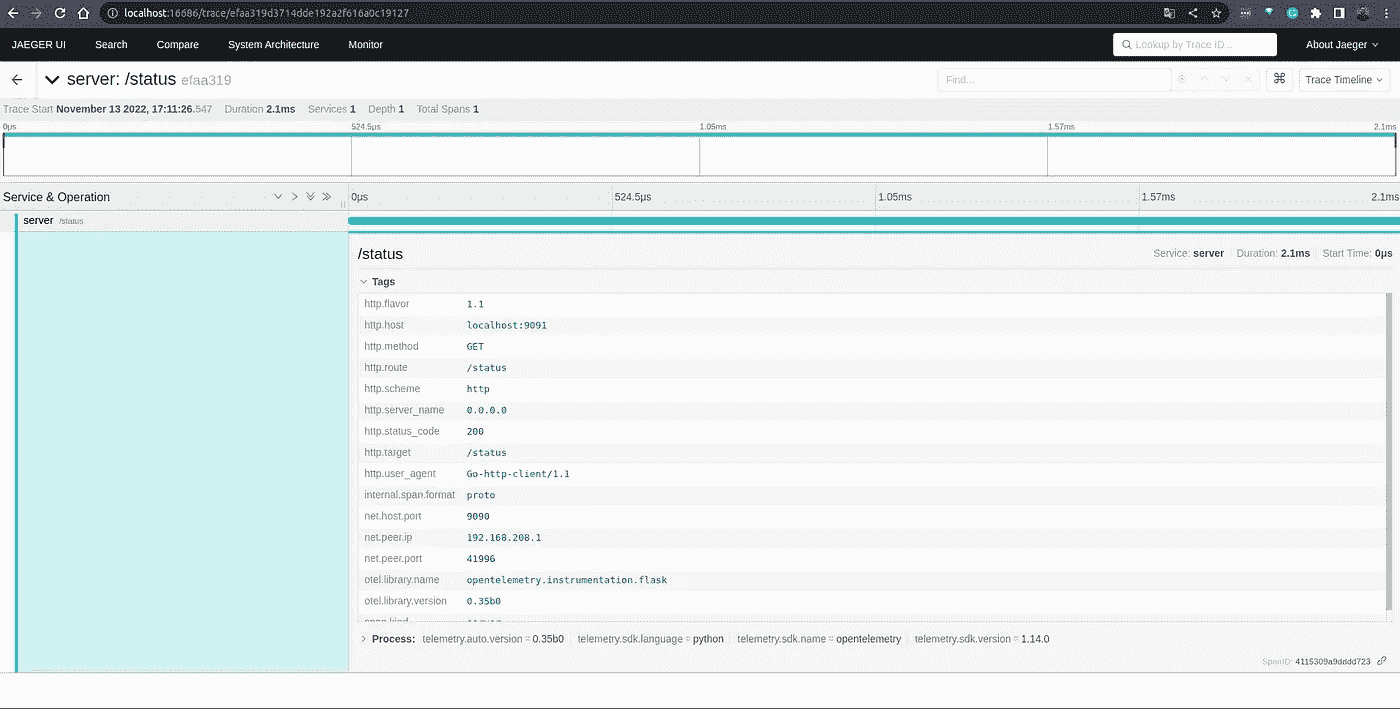 localhost:16686/trace/efaa319d3714dde192a2f616a0c19127
JAEGER UI Search Compare System Architecture Monitor Lookup by Trace ID... About Jaeger
server: /status efaa319 Find... Trace Timeline
Trace Start November 13 2022, 17:11:26.547 Duration 2.1ms Services 1 Depth 1 Total Spans 1
0μs 524.5μs 1.05ms 1.57ms 2.1ms
Service & Operation 0μs 524.5μs 1.05ms 1.57ms 2.1ms
server /status
/status Service: server Duration: 2.1ms Start Time: 0μs
Tags
http.flavor 1.1
http.host localhost:9091
http.method GET
http.route /status
http.scheme http
http.server_name 0.0.0.0
http.status_code 200
http.target /status
http.user_agent Go-http-client/1.1
internal.span.format proto
net.host.port 9090
net.peer.ip 192.168.208.1
net.peer.port 41996
otel.library.name opentelemetry.instrumentation.flask
otel.library.version 0.35b0
span.kind server
Process: telemetry.auto.version = 0.35b0 telemetry.sdk.language = python telemetry.sdk.name = opentelemetry telemetry.sdk.version = 1.14.0
SpanID: 4115309a9dddd723